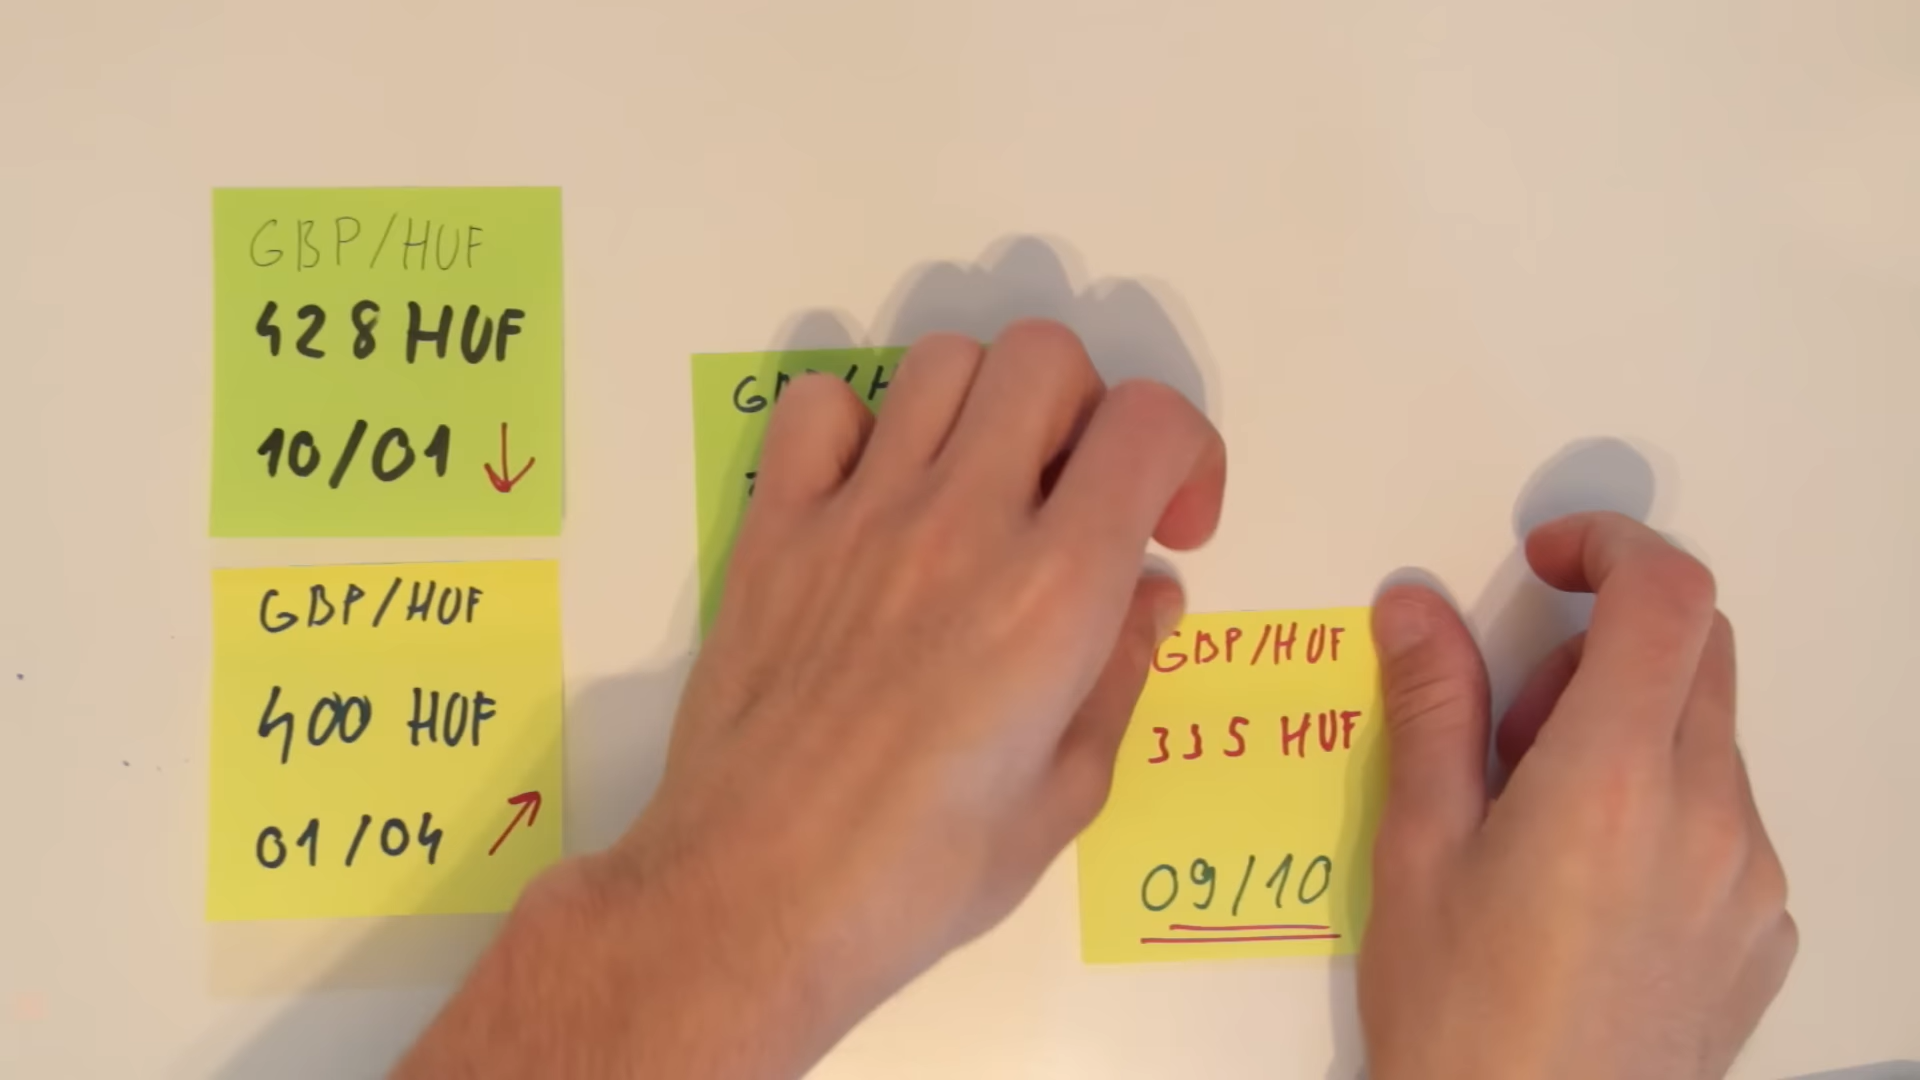 GBP/HUF
428 HUF
10/01
GBP/HUF
400 HUF
01/04
GBP/HUF
335 HUF
09/10